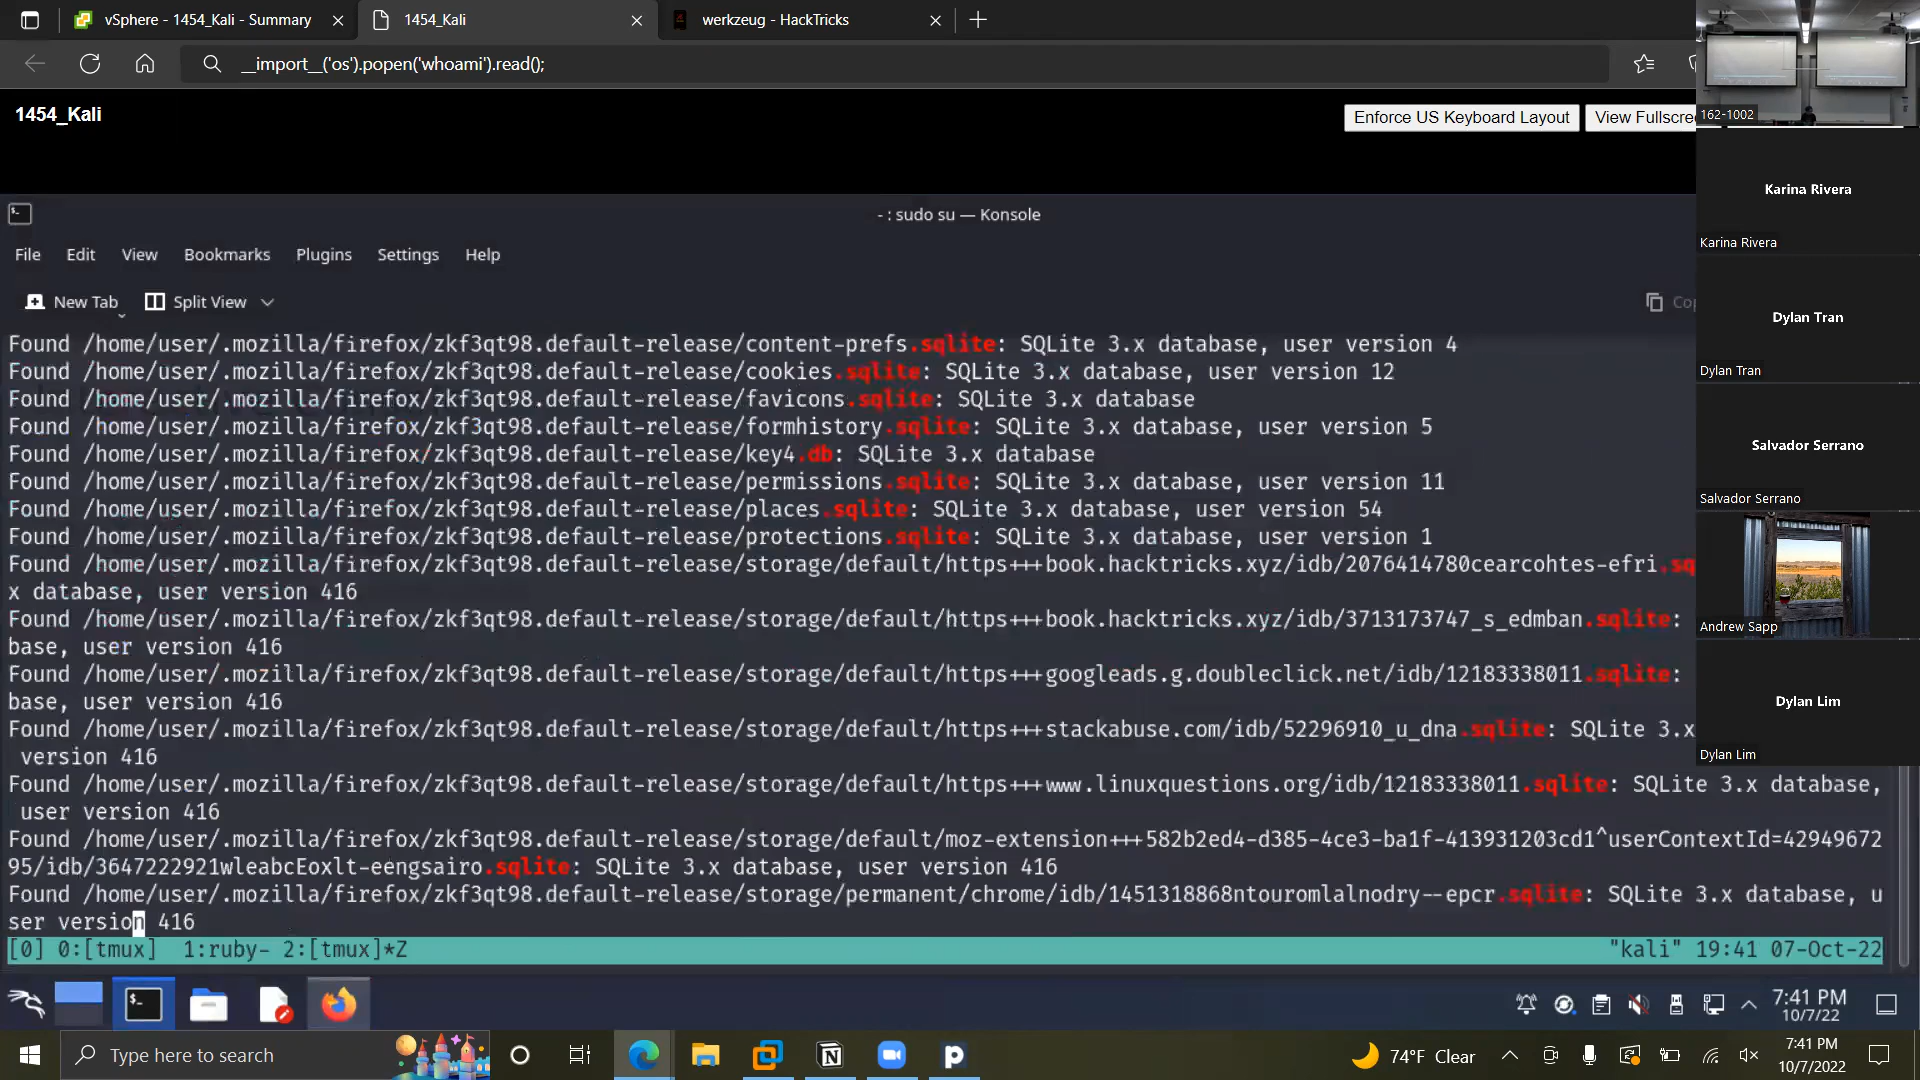 vSphere - 1454_Kali - Summary
1454_Kali
werkzeug - HackTricks
__import__('os').popen('whoami').read();
1454_Kali
Enforce US Keyboard Layout
View Fullscre
162-1002
Karina Rivera
Karina Rivera
Dylan Tran
Dylan Tran
Salvador Serrano
Salvador Serrano
Andrew Sapp
Dylan Lim
Dylan Lim
- : sudo su — Konsole
File Edit View Bookmarks Plugins Settings Help
New Tab Split View Cop
Found /home/user/.mozilla/firefox/zkf3qt98.default-release/content-prefs.sqlite: SQLite 3.x database, user version 4
Found /home/user/.mozilla/firefox/zkf3qt98.default-release/cookies.sqlite: SQLite 3.x database, user version 12
Found /home/user/.mozilla/firefox/zkf3qt98.default-release/favicons.sqlite: SQLite 3.x database
Found /home/user/.mozilla/firefox/zkf3qt98.default-release/formhistory.sqlite: SQLite 3.x database, user version 5
Found /home/user/.mozilla/firefox/zkf3qt98.default-release/key4.db: SQLite 3.x database
Found /home/user/.mozilla/firefox/zkf3qt98.default-release/permissions.sqlite: SQLite 3.x database, user version 11
Found /home/user/.mozilla/firefox/zkf3qt98.default-release/places.sqlite: SQLite 3.x database, user version 54
Found /home/user/.mozilla/firefox/zkf3qt98.default-release/protections.sqlite: SQLite 3.x database, user version 1
Found /home/user/.mozilla/firefox/zkf3qt98.default-release/storage/default/https+++book.hacktricks.xyz/idb/2076414780cearcohtes-efri.sq
x database, user version 416
Found /home/user/.mozilla/firefox/zkf3qt98.default-release/storage/default/https+++book.hacktricks.xyz/idb/3713173747_s_edmban.sqlite:
base, user version 416
Found /home/user/.mozilla/firefox/zkf3qt98.default-release/storage/default/https+++googleads.g.doubleclick.net/idb/12183338011.sqlite:
base, user version 416
Found /home/user/.mozilla/firefox/zkf3qt98.default-release/storage/default/https+++stackabuse.com/idb/52296910_u_dna.sqlite: SQLite 3.x
version 416
Found /home/user/.mozilla/firefox/zkf3qt98.default-release/storage/default/https+++www.linuxquestions.org/idb/12183338011.sqlite: SQLite 3.x database,
user version 416
Found /home/user/.mozilla/firefox/zkf3qt98.default-release/storage/default/moz-extension+++582b2ed4-d385-4ce3-ba1f-413931203cd1^userContextId=42949672
95/idb/3647222921wleabcEoxlt-eengsairo.sqlite: SQLite 3.x database, user version 416
Found /home/user/.mozilla/firefox/zkf3qt98.default-release/storage/permanent/chrome/idb/1451318868ntouromlalnodry--epcr.sqlite: SQLite 3.x database, u
ser version 416
[0] 0:[tmux] 1:ruby- 2:[tmux]*Z "kali" 19:41 07-Oct-22
7:41 PM
10/7/22
Type here to search
74°F Clear
7:41 PM
10/7/2022